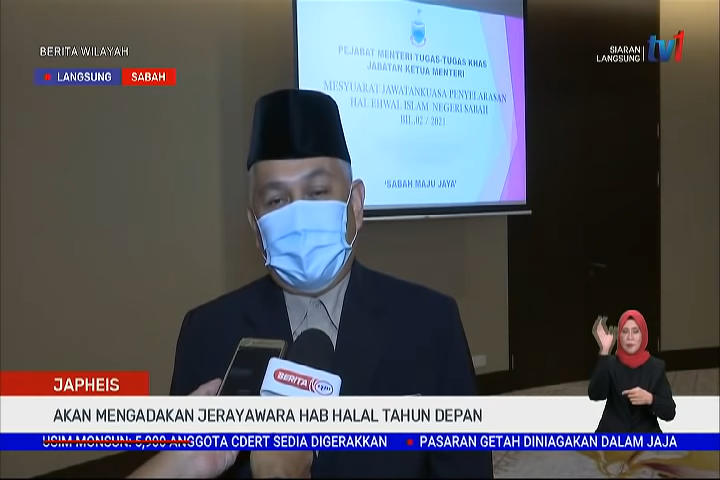 BERITA WILAYAH
LANGSUNG SABAH
SIARAN
LANGSUNG tv1
PEJABAT MENTERI TUGAS-TUGAS KHAS
JABATAN KETUA MENTERI
MESYUARAT JAWATANKUASA PENYELARASAN
HAL EHWAL ISLAM NEGERI SABAH
BIL.02 / 2021
'SABAH MAJU JAYA'
BERITA
JAPHEIS
AKAN MENGADAKAN JERAYAWARA HAB HALAL TAHUN DEPAN
MONSUN: 5,000 ANGGOTA CDERT SEDIA DIGERAKKAN • PASARAN GETAH DINIAGAKAN DALAM JAJA